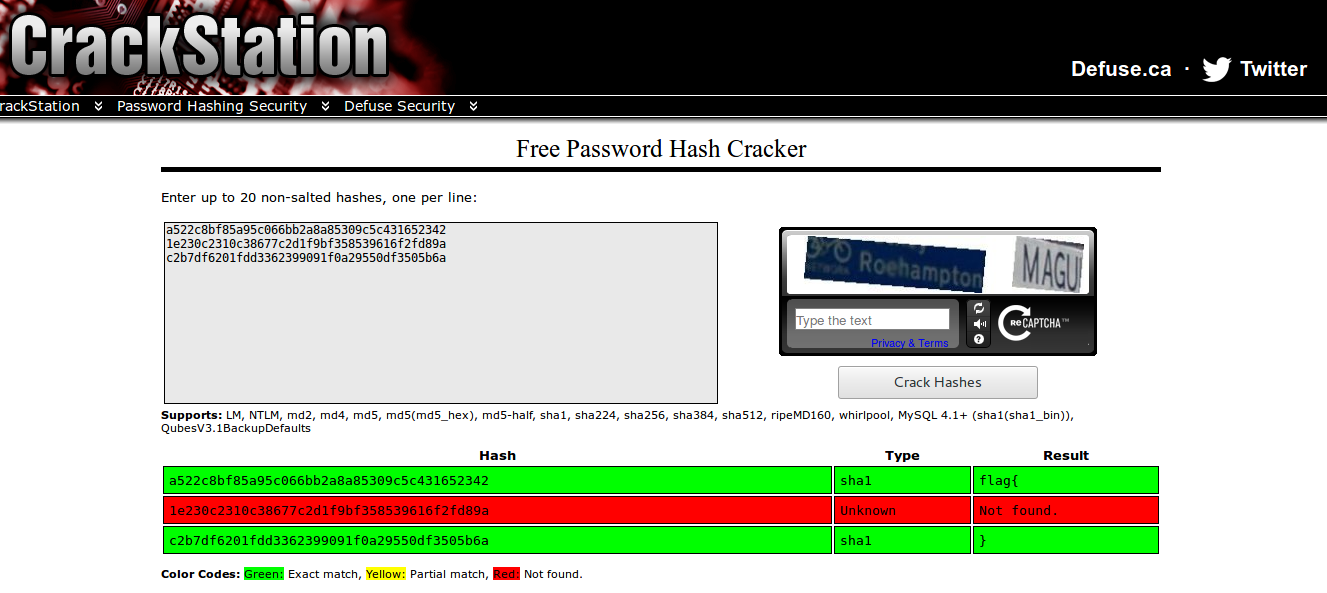 CrackStation
Defuse.ca · Twitter
rackStation Password Hashing Security Defuse Security
Free Password Hash Cracker
Enter up to 20 non-salted hashes, one per line:
a522c8bf85a95c066bb2a8a85309c5c431652342
1e230c2310c38677c2d1f9bf358539616f2fd89a
c2b7df6201fdd3362399091f0a29550df3505b6a
NETWORK Roehampton MAGU
Type the text
Privacy & Terms
reCAPTCHA™
Crack Hashes
Supports: LM, NTLM, md2, md4, md5, md5(md5_hex), md5-half, sha1, sha224, sha256, sha384, sha512, ripeMD160, whirlpool, MySQL 4.1+ (sha1(sha1_bin)),
QubesV3.1BackupDefaults
Hash Type Result
a522c8bf85a95c066bb2a8a85309c5c431652342 sha1 flag{
1e230c2310c38677c2d1f9bf358539616f2fd89a Unknown Not found.
c2b7df6201fdd3362399091f0a29550df3505b6a sha1 }
Color Codes: Green: Exact match, Yellow: Partial match, Red: Not found.